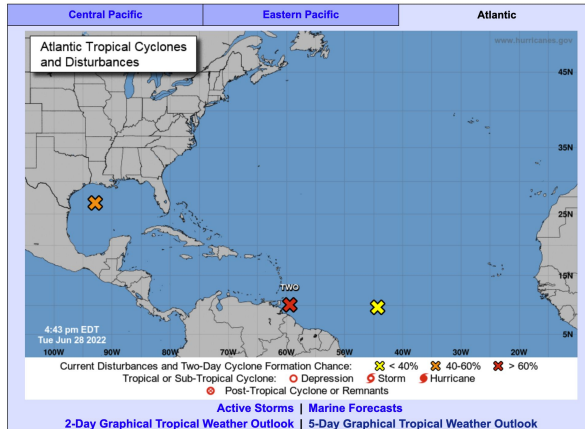 Central Pacific
Eastern Pacific
Atlantic
Atlantic Tropical Cyclones
and Disturbances
www.hurricanes.gov
45N
35N
25N
15N
5N
TWO
4:43 pm EDT
Tue Jun 28 2022
100W 90W 80W 70W 60W 50W 40W 30W 20W 10W
Current Disturbances and Two-Day Cyclone Formation Chance: < 40% 40-60% > 60%
Tropical or Sub-Tropical Cyclone: Depression Storm Hurricane
Post-Tropical Cyclone or Remnants
Active Storms | Marine Forecasts
2-Day Graphical Tropical Weather Outlook | 5-Day Graphical Tropical Weather Outlook